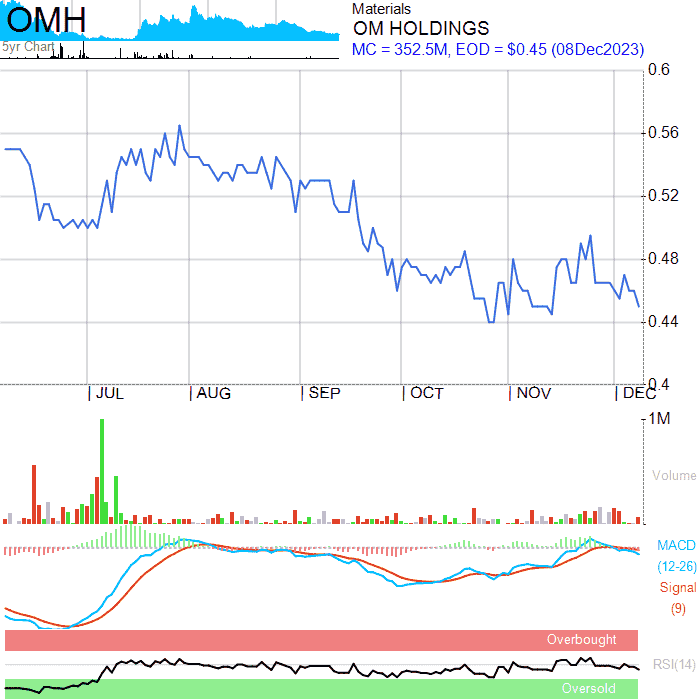 OMH
5yr Chart
Materials
OM HOLDINGS
MC = 352.5M, EOD = $0.45 (08Dec2023)
0.6
0.56
0.52
0.48
0.44
0.4
JUL AUG SEP OCT NOV DEC
1M
Volume
MACD
(12-26)
Signal
(9)
Overbought
RSI(14)
Oversold